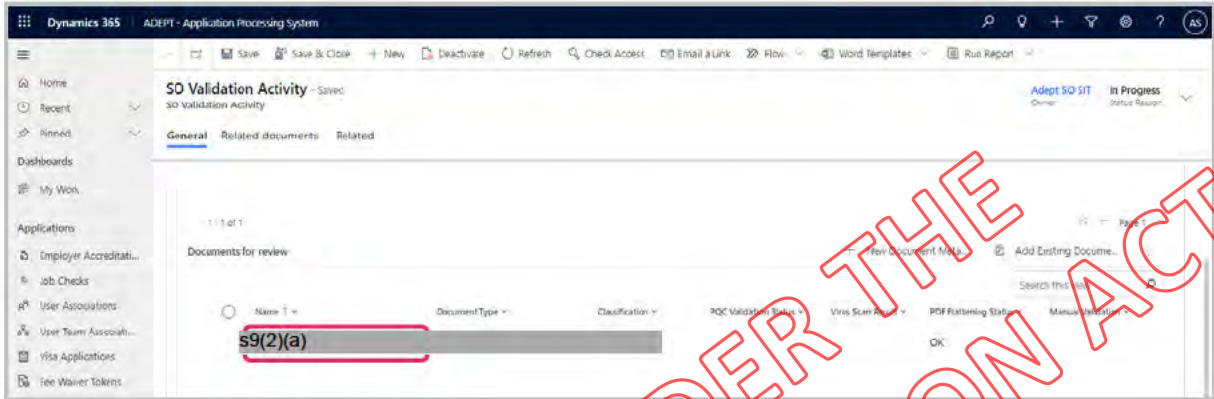 Dynamics 365 ADEPT - Application Processing System AS
Save Save & Close + New Deactivate Refresh Check Access Email a Link Flow Word Templates Run Report
Home
Recent
Pinned
Dashboards
My Work
Applications
Employer Accreditati...
Job Checks
User Associations
User Team Associati...
Visa Applications
Fee Waiver Tokens
SO Validation Activity - Saved
SO Validation Activity
Adept SO SIT In Progress
Owner Status Reason
General Related documents Related
1 - 1 of 1 Page 1
Documents for review + New Document Meta... Add Existing Docume...
Search this view
Name ↑ Document Type Classification PQC Validation Status Virus Scan Result PDF Flattening Status Manual Validation
s9(2)(a) OK
DER THE
ON ACT